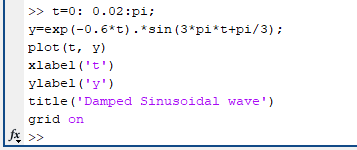 >> t=0: 0.02:pi;
y=exp(-0.6*t).*sin(3*pi*t+pi/3);
plot(t, y)
xlabel('t')
ylabel('y')
title('Damped Sinusoidal wave')
grid on
fx >>